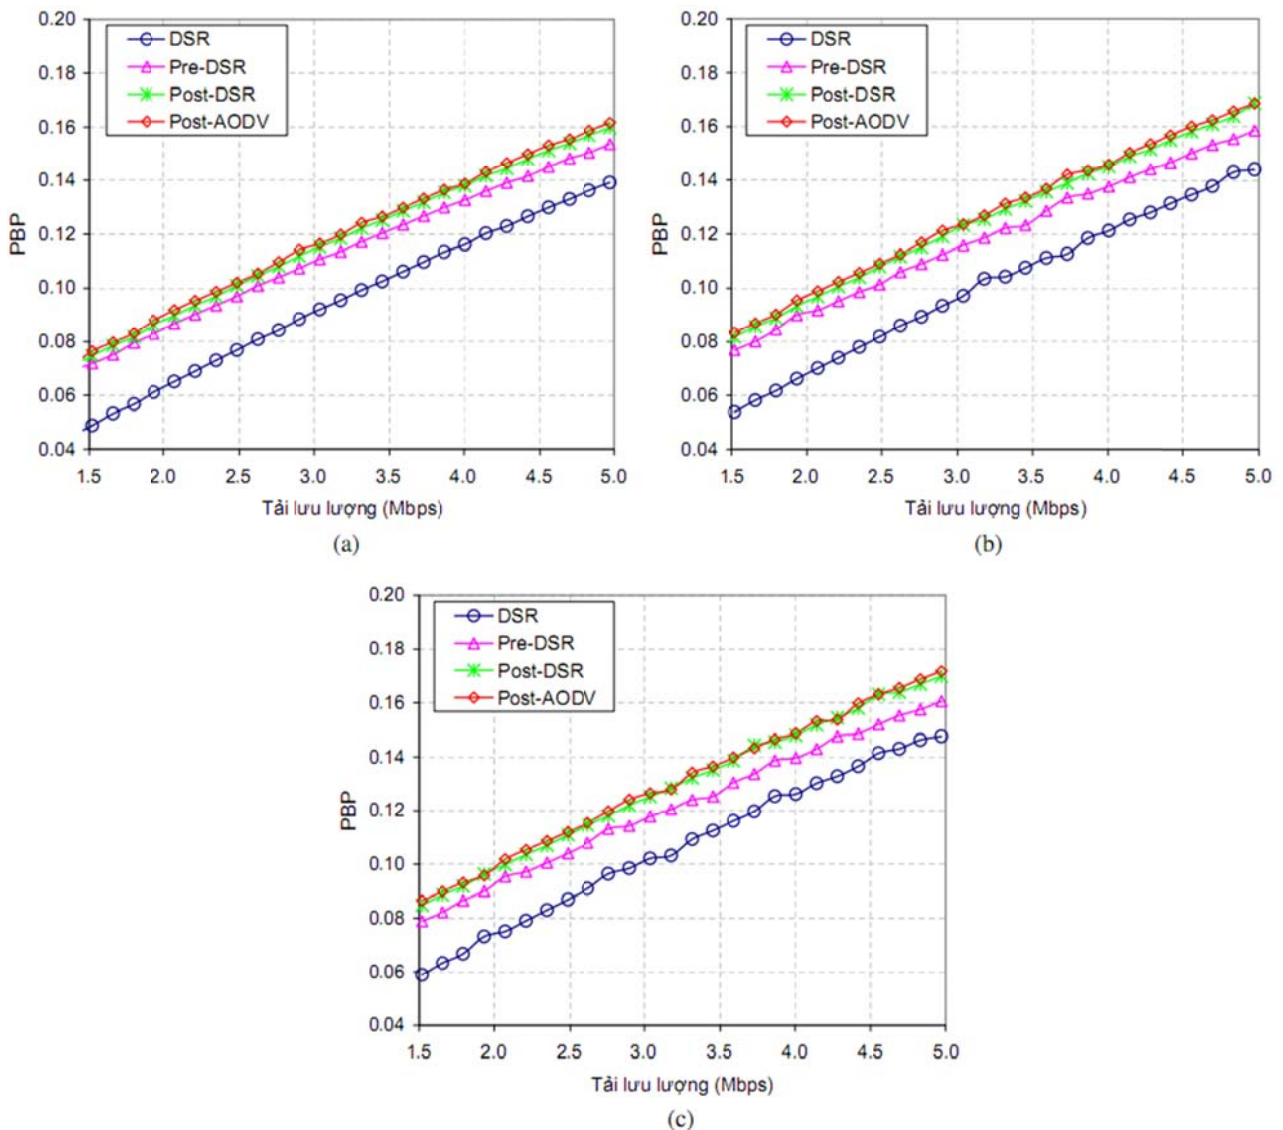 0.20
0.18
0.16
0.14
0.12
0.10
0.08
0.06
0.04
PBP
DSR
Pre-DSR
Post-DSR
Post-AODV
1.5 2.0 2.5 3.0 3.5 4.0 4.5 5.0
Tải lưu lượng (Mbps)
(a)
0.20
0.18
0.16
0.14
0.12
0.10
0.08
0.06
0.04
PBP
DSR
Pre-DSR
Post-DSR
Post-AODV
1.5 2.0 2.5 3.0 3.5 4.0 4.5 5.0
Tải lưu lượng (Mbps)
(b)
0.20
0.18
0.16
0.14
0.12
0.10
0.08
0.06
0.04
PBP
DSR
Pre-DSR
Post-DSR
Post-AODV
1.5 2.0 2.5 3.0 3.5 4.0 4.5 5.0
Tải lưu lượng (Mbps)
(c)